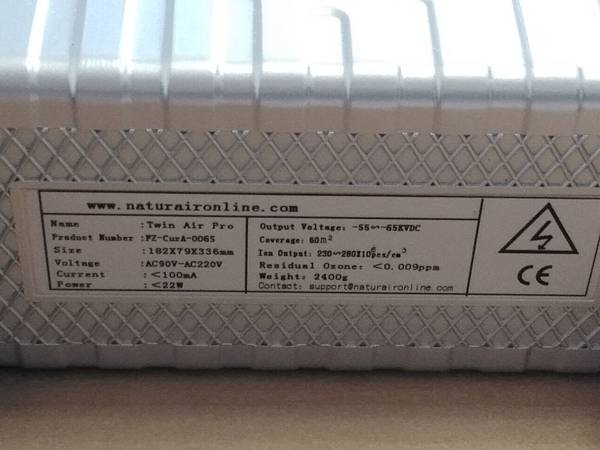 www.naturaironline.com
Name : Twin Air Pro
Product Number : FZ-CurA-006S
Size : 182X79X336mm
Voltage : AC90V-AC220V
Current : <100mA
Power : <22W
Output Voltage: -55~-65KVDC
Coverage: 60m²
Ion Output: 230~280X10⁶pcs/cm³
Residual Ozone: <0.009ppm
Weight: 2400g
Contact: support@naturaironline.com
CE